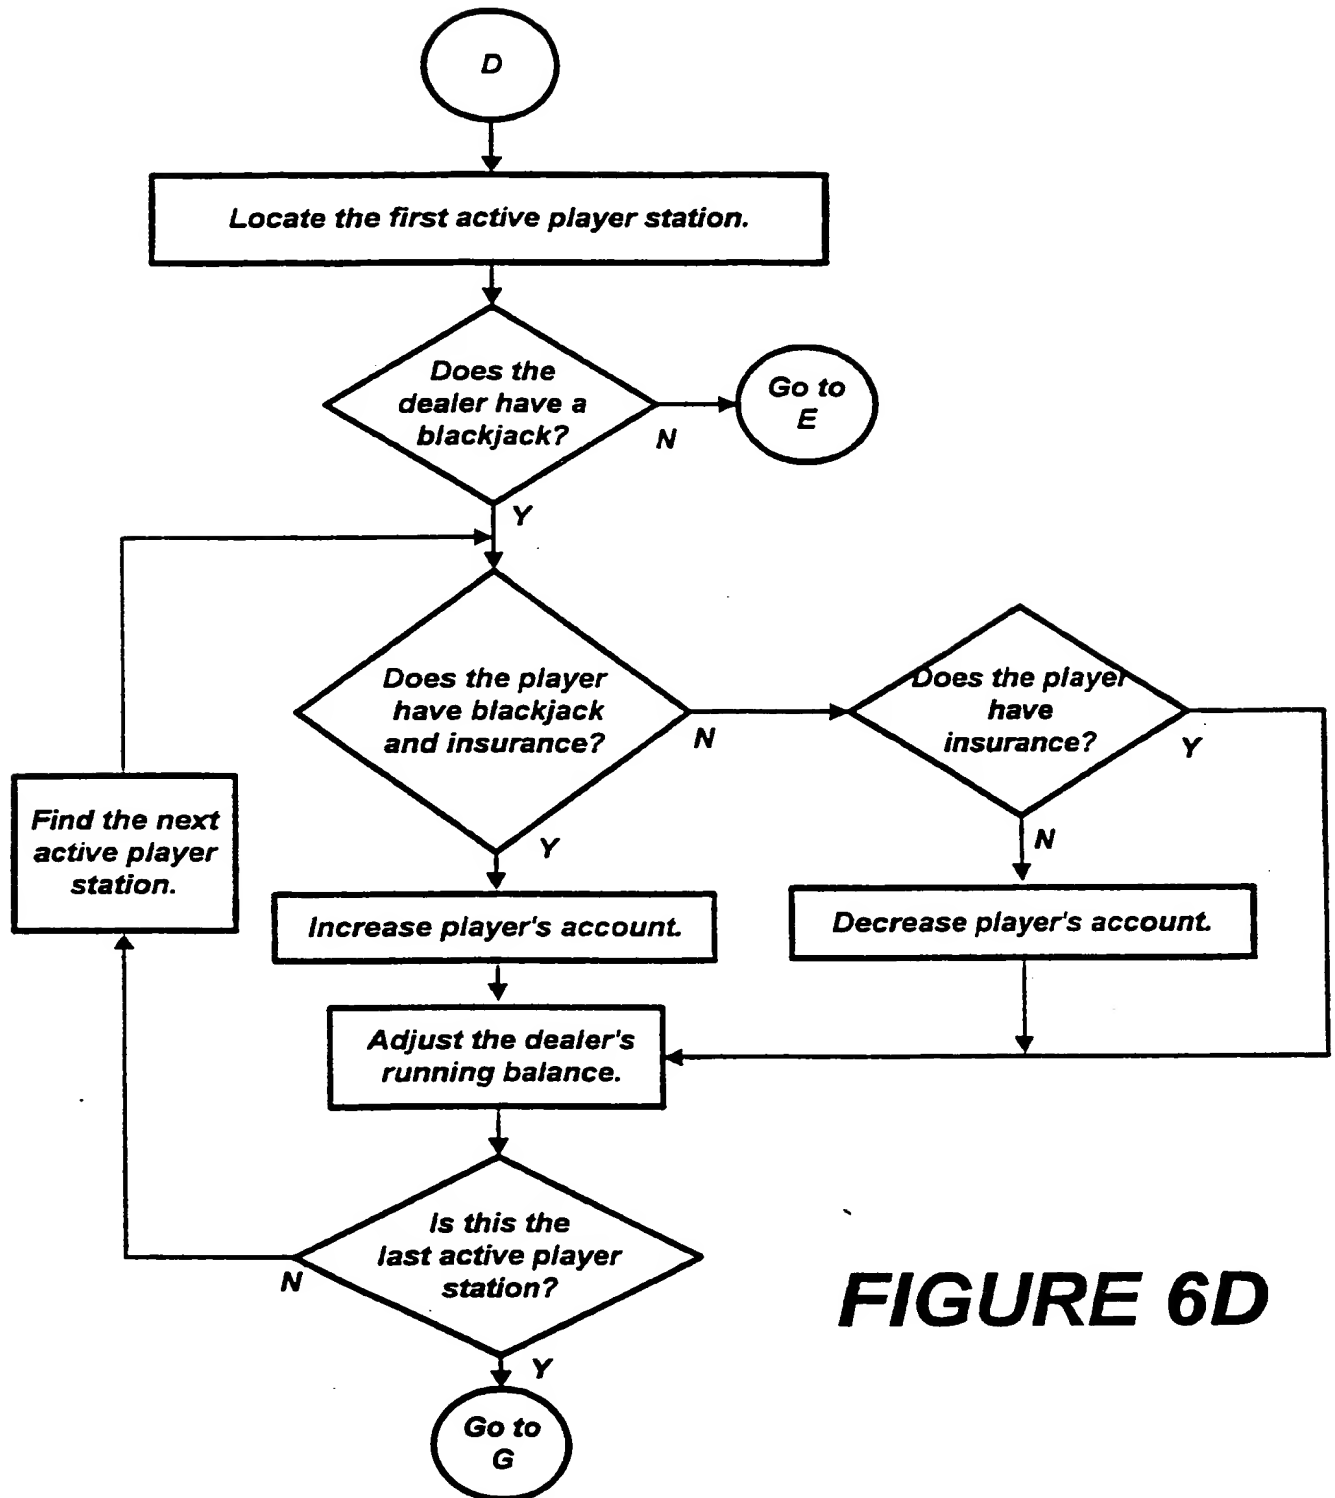 D
Locate the first active player station.
Does the
dealer have a
blackjack?
N
Go to
E
Y
Does the player
have blackjack
and insurance?
N
Does the player
have
insurance?
Y
Find the next
active player
station.
Y
N
Increase player's account.
Decrease player's account.
Adjust the dealer's
running balance.
Is this the
last active player
station?
N
Y
Go to
G
FIGURE 6D